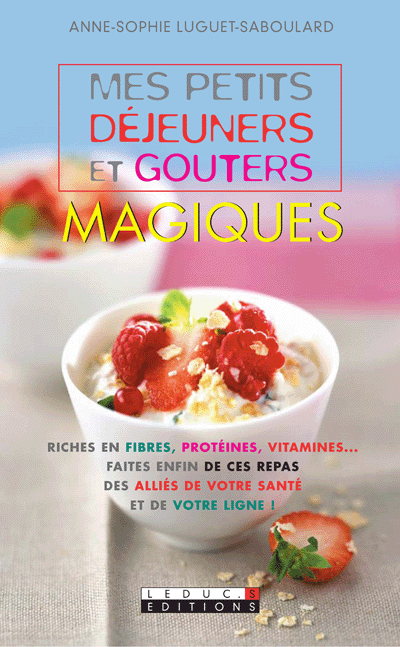 ANNE-SOPHIE LUGUET-SABOULARD
MES PETITS
DÉJEUNERS
ET GOUTERS
MAGIQUES
RICHES EN FIBRES, PROTÉINES, VITAMINES...
FAITES ENFIN DE CES REPAS
DES ALLIÉS DE VOTRE SANTÉ
ET DE VOTRE LIGNE !
LEDUC.S
EDITIONS